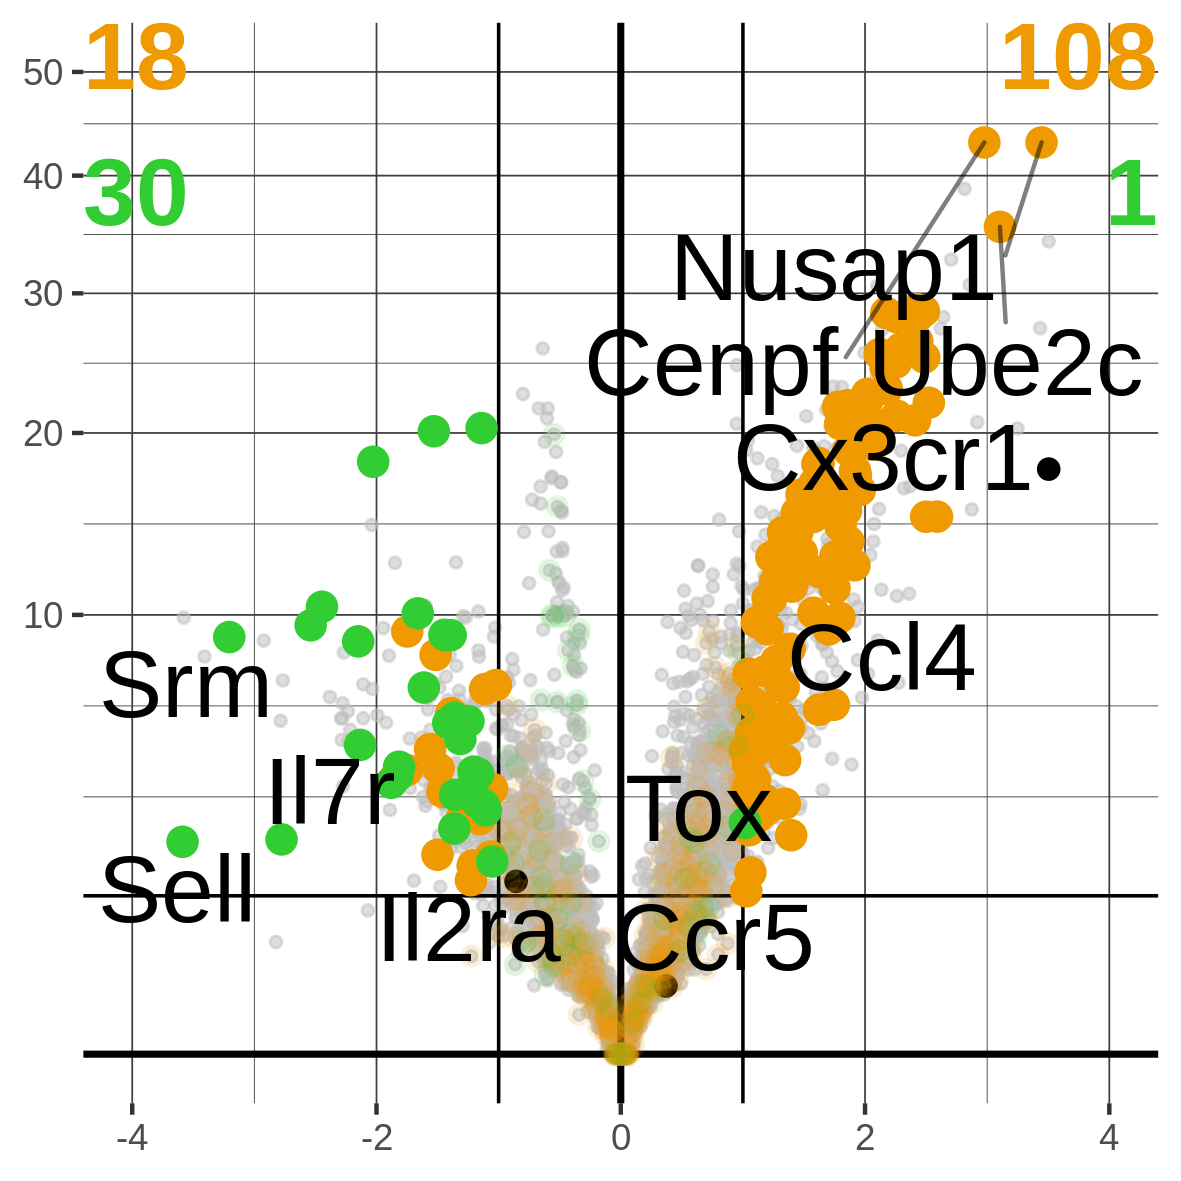 18 108
50
40
30 1
Nusap1
30
Cenpf Ube2c
20
Cx3cr1
10
Srm Ccl4
Il7r Tox
Sell
Il2ra Ccr5
-4 -2 0 2 4